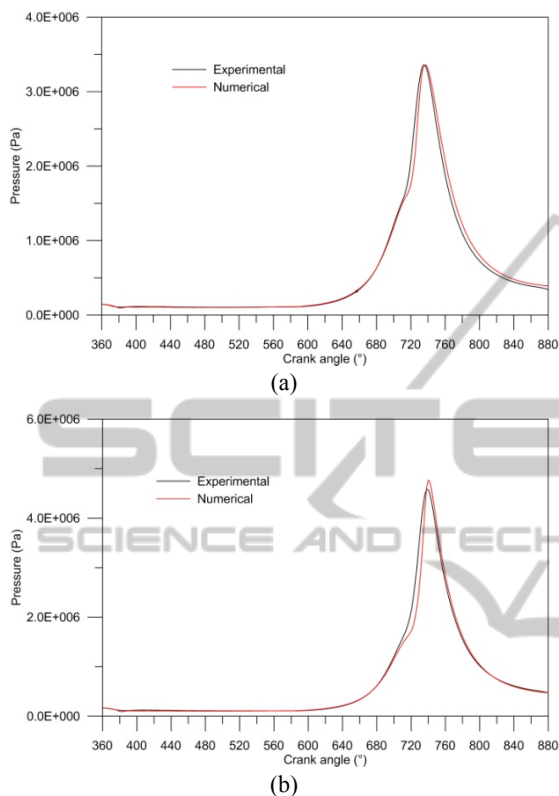 4.0E+006
Experimental
Numerical
3.0E+006
Pressure (Pa)
2.0E+006
1.0E+006
0.0E+000
360 400 440 480 520 560 600 640 680 720 760 800 840 880
Crank angle (°)
(a)
6.0E+006
SCITE
Experimental
Numerical
4.0E+006
SCIENCE AND TECH
Pressure (Pa)
2.0E+006
0.0E+000
360 400 440 480 520 560 600 640 680 720 760 800 840 880
Crank angle (°)
(b)